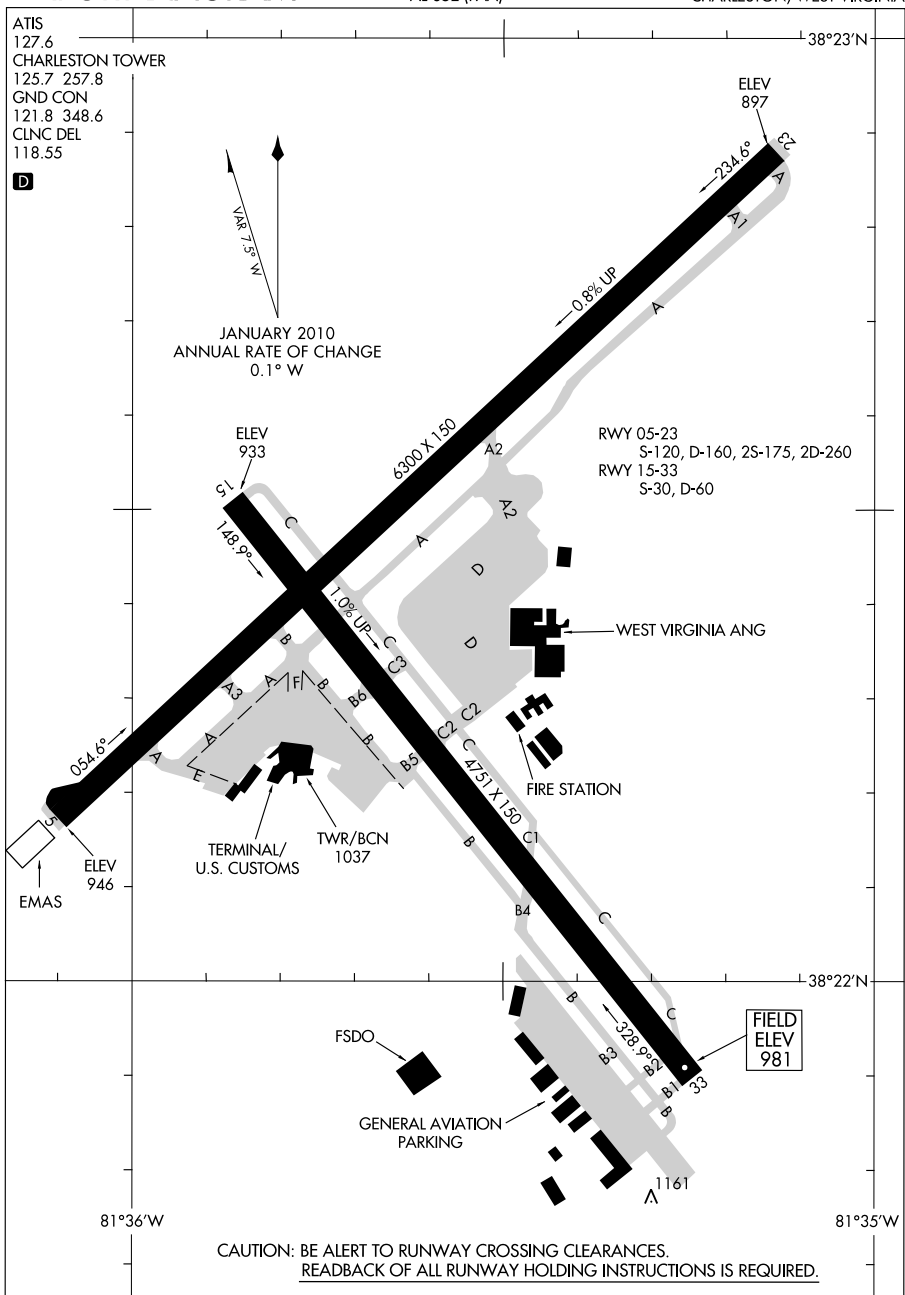 ATIS
127.6
CHARLESTON TOWER
125.7 257.8
GND CON
121.8 348.6
CLNC DEL
118.55
D
CHARLESTON, WEST VIRGINIA
38°23'N
ELEV
897
23
234.6°
A
A1
A
0.8% UP
VAR 7.5° W
JANUARY 2010
ANNUAL RATE OF CHANGE
0.1° W
6300 X 150
RWY 05-23
S-120, D-160, 2S-175, 2D-260
RWY 15-33
S-30, D-60
ELEV
933
15
148.9°
C
A2
A2
A
D
D
1.0% UP
C
C3
WEST VIRGINIA ANG
B
A
F
B
B6
A3
A
B
C2
C2
C
B5
054.6°
A
E
4751 X 150
FIRE STATION
5
ELEV
946
EMAS
TERMINAL/
U.S. CUSTOMS
TWR/BCN
1037
C1
B
B4
C
38°22'N
B
C
328.9°
B3
B2
B1
B
33
FIELD
ELEV
981
FSDO
GENERAL AVIATION
PARKING
1161
81°36'W
81°35'W
CAUTION: BE ALERT TO RUNWAY CROSSING CLEARANCES.
READBACK OF ALL RUNWAY HOLDING INSTRUCTIONS IS REQUIRED.